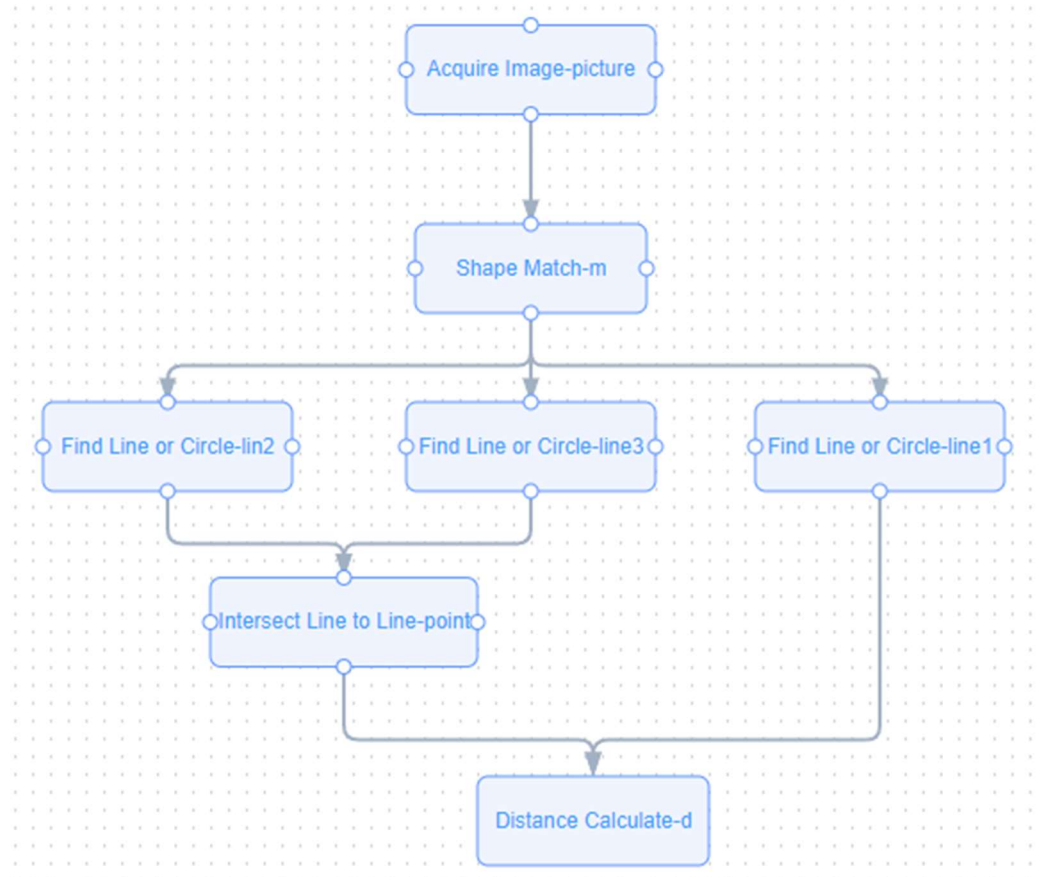 Acquire Image-picture
Shape Match-m
Find Line or Circle-lin2
Find Line or Circle-line3
Find Line or Circle-line1
Intersect Line to Line-point
Distance Calculate-d